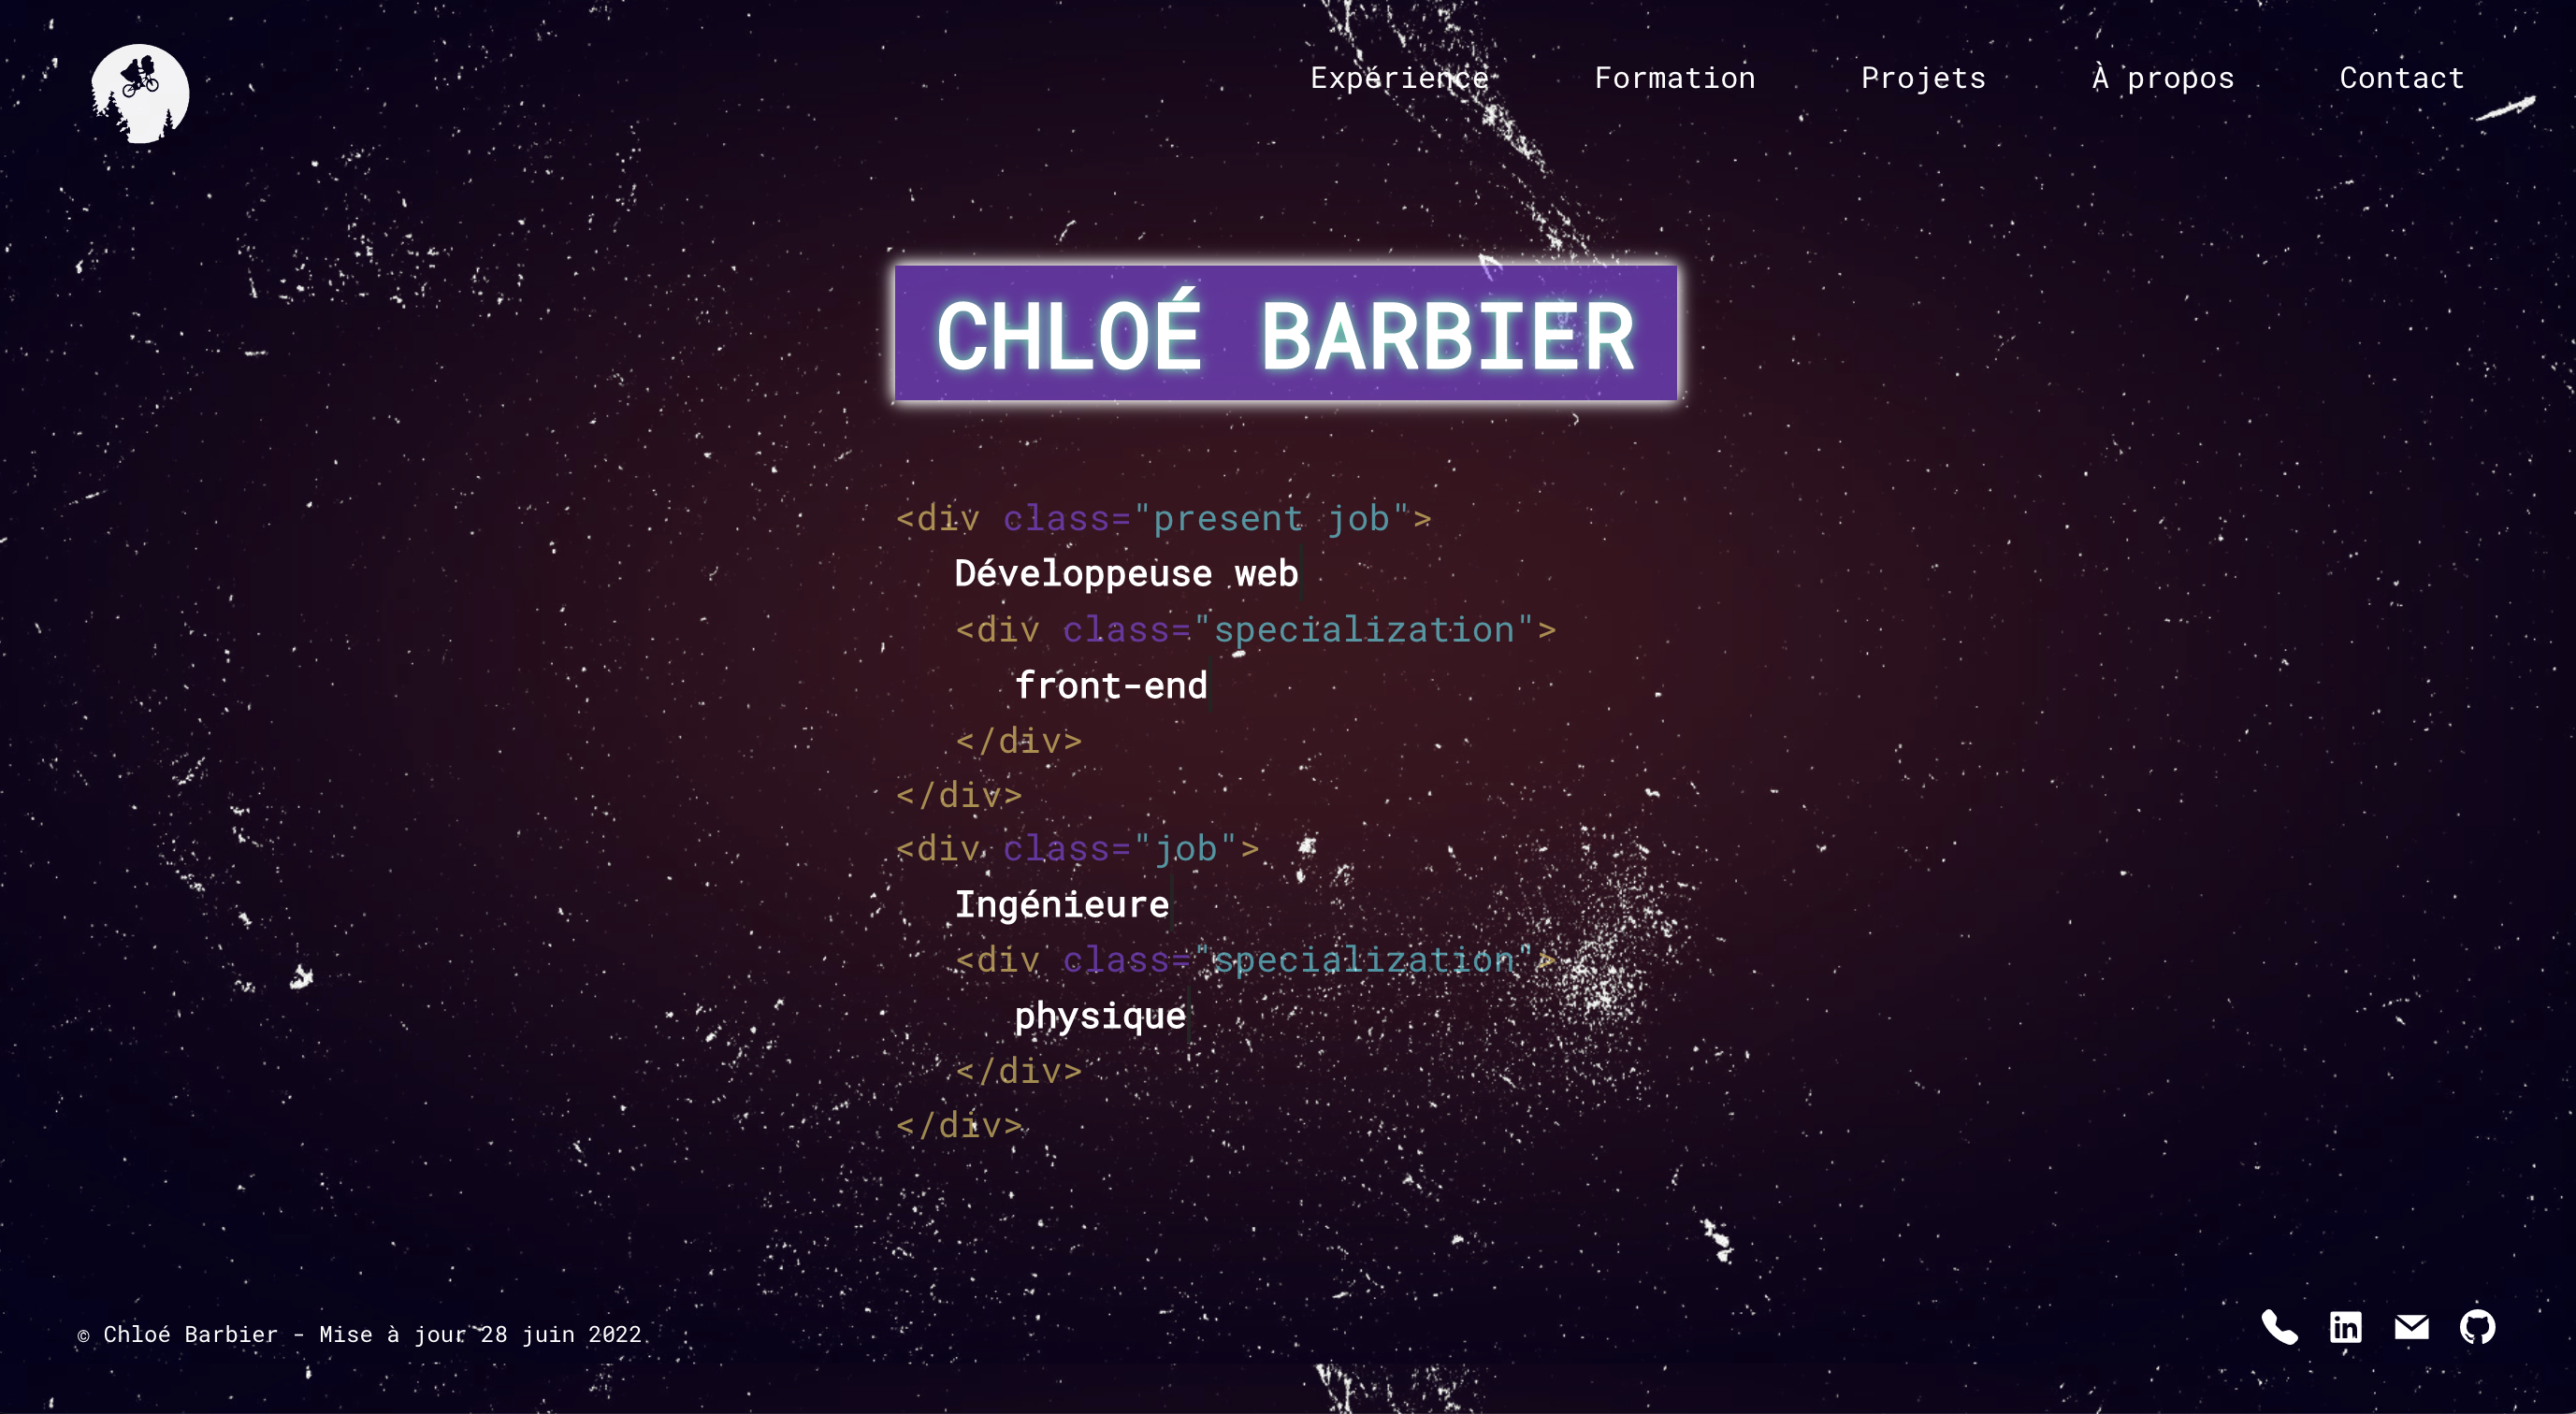 Expérience Formation Projets À propos Contact
CHLOÉ BARBIER
<div class="present job">
Développeuse web
<div class="specialization">
front-end
</div>
</div>
<div class="job">
Ingénieure
<div class="specialization">
physique
</div>
</div>
© Chloé Barbier - Mise à jour 28 juin 2022
in